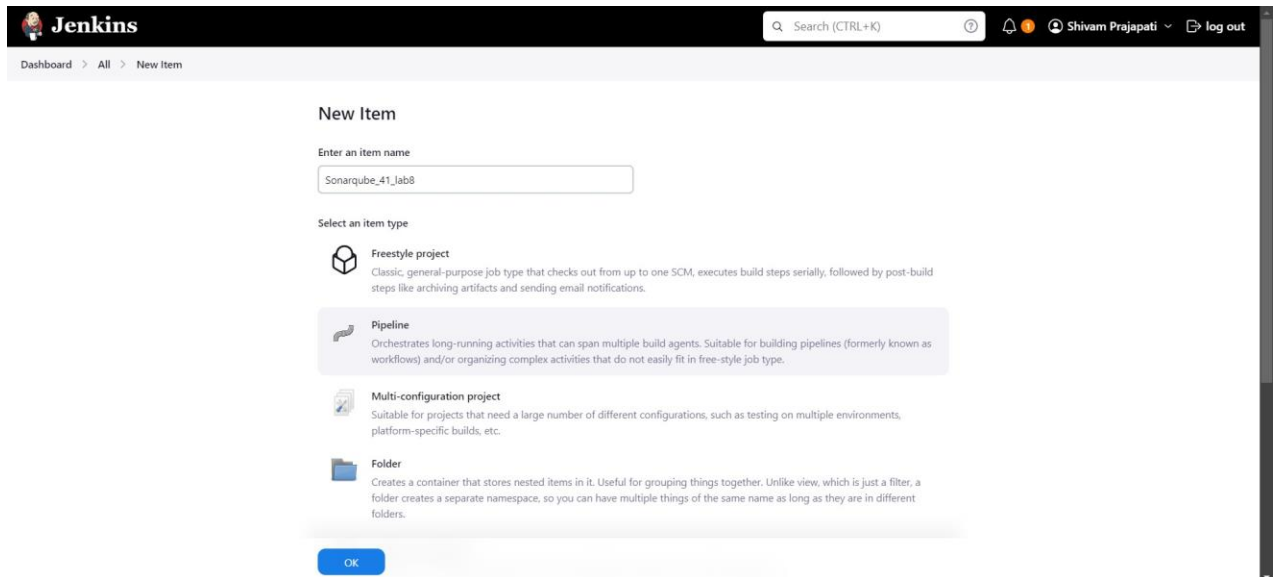 Jenkins
Search (CTRL+K)
1
Shivam Prajapati
log out
Dashboard > All > New Item
New Item
Enter an item name
Sonarqube_41_lab8
Select an item type
Freestyle project
Classic, general-purpose job type that checks out from up to one SCM, executes build steps serially, followed by post-build
steps like archiving artifacts and sending email notifications.
Pipeline
Orchestrates long-running activities that can span multiple build agents. Suitable for building pipelines (formerly known as
workflows) and/or organizing complex activities that do not easily fit in free-style job type.
Multi-configuration project
Suitable for projects that need a large number of different configurations, such as testing on multiple environments,
platform-specific builds, etc.
Folder
Creates a container that stores nested items in it. Useful for grouping things together. Unlike view, which is just a filter, a
folder creates a separate namespace, so you can have multiple things of the same name as long as they are in different
folders.
OK